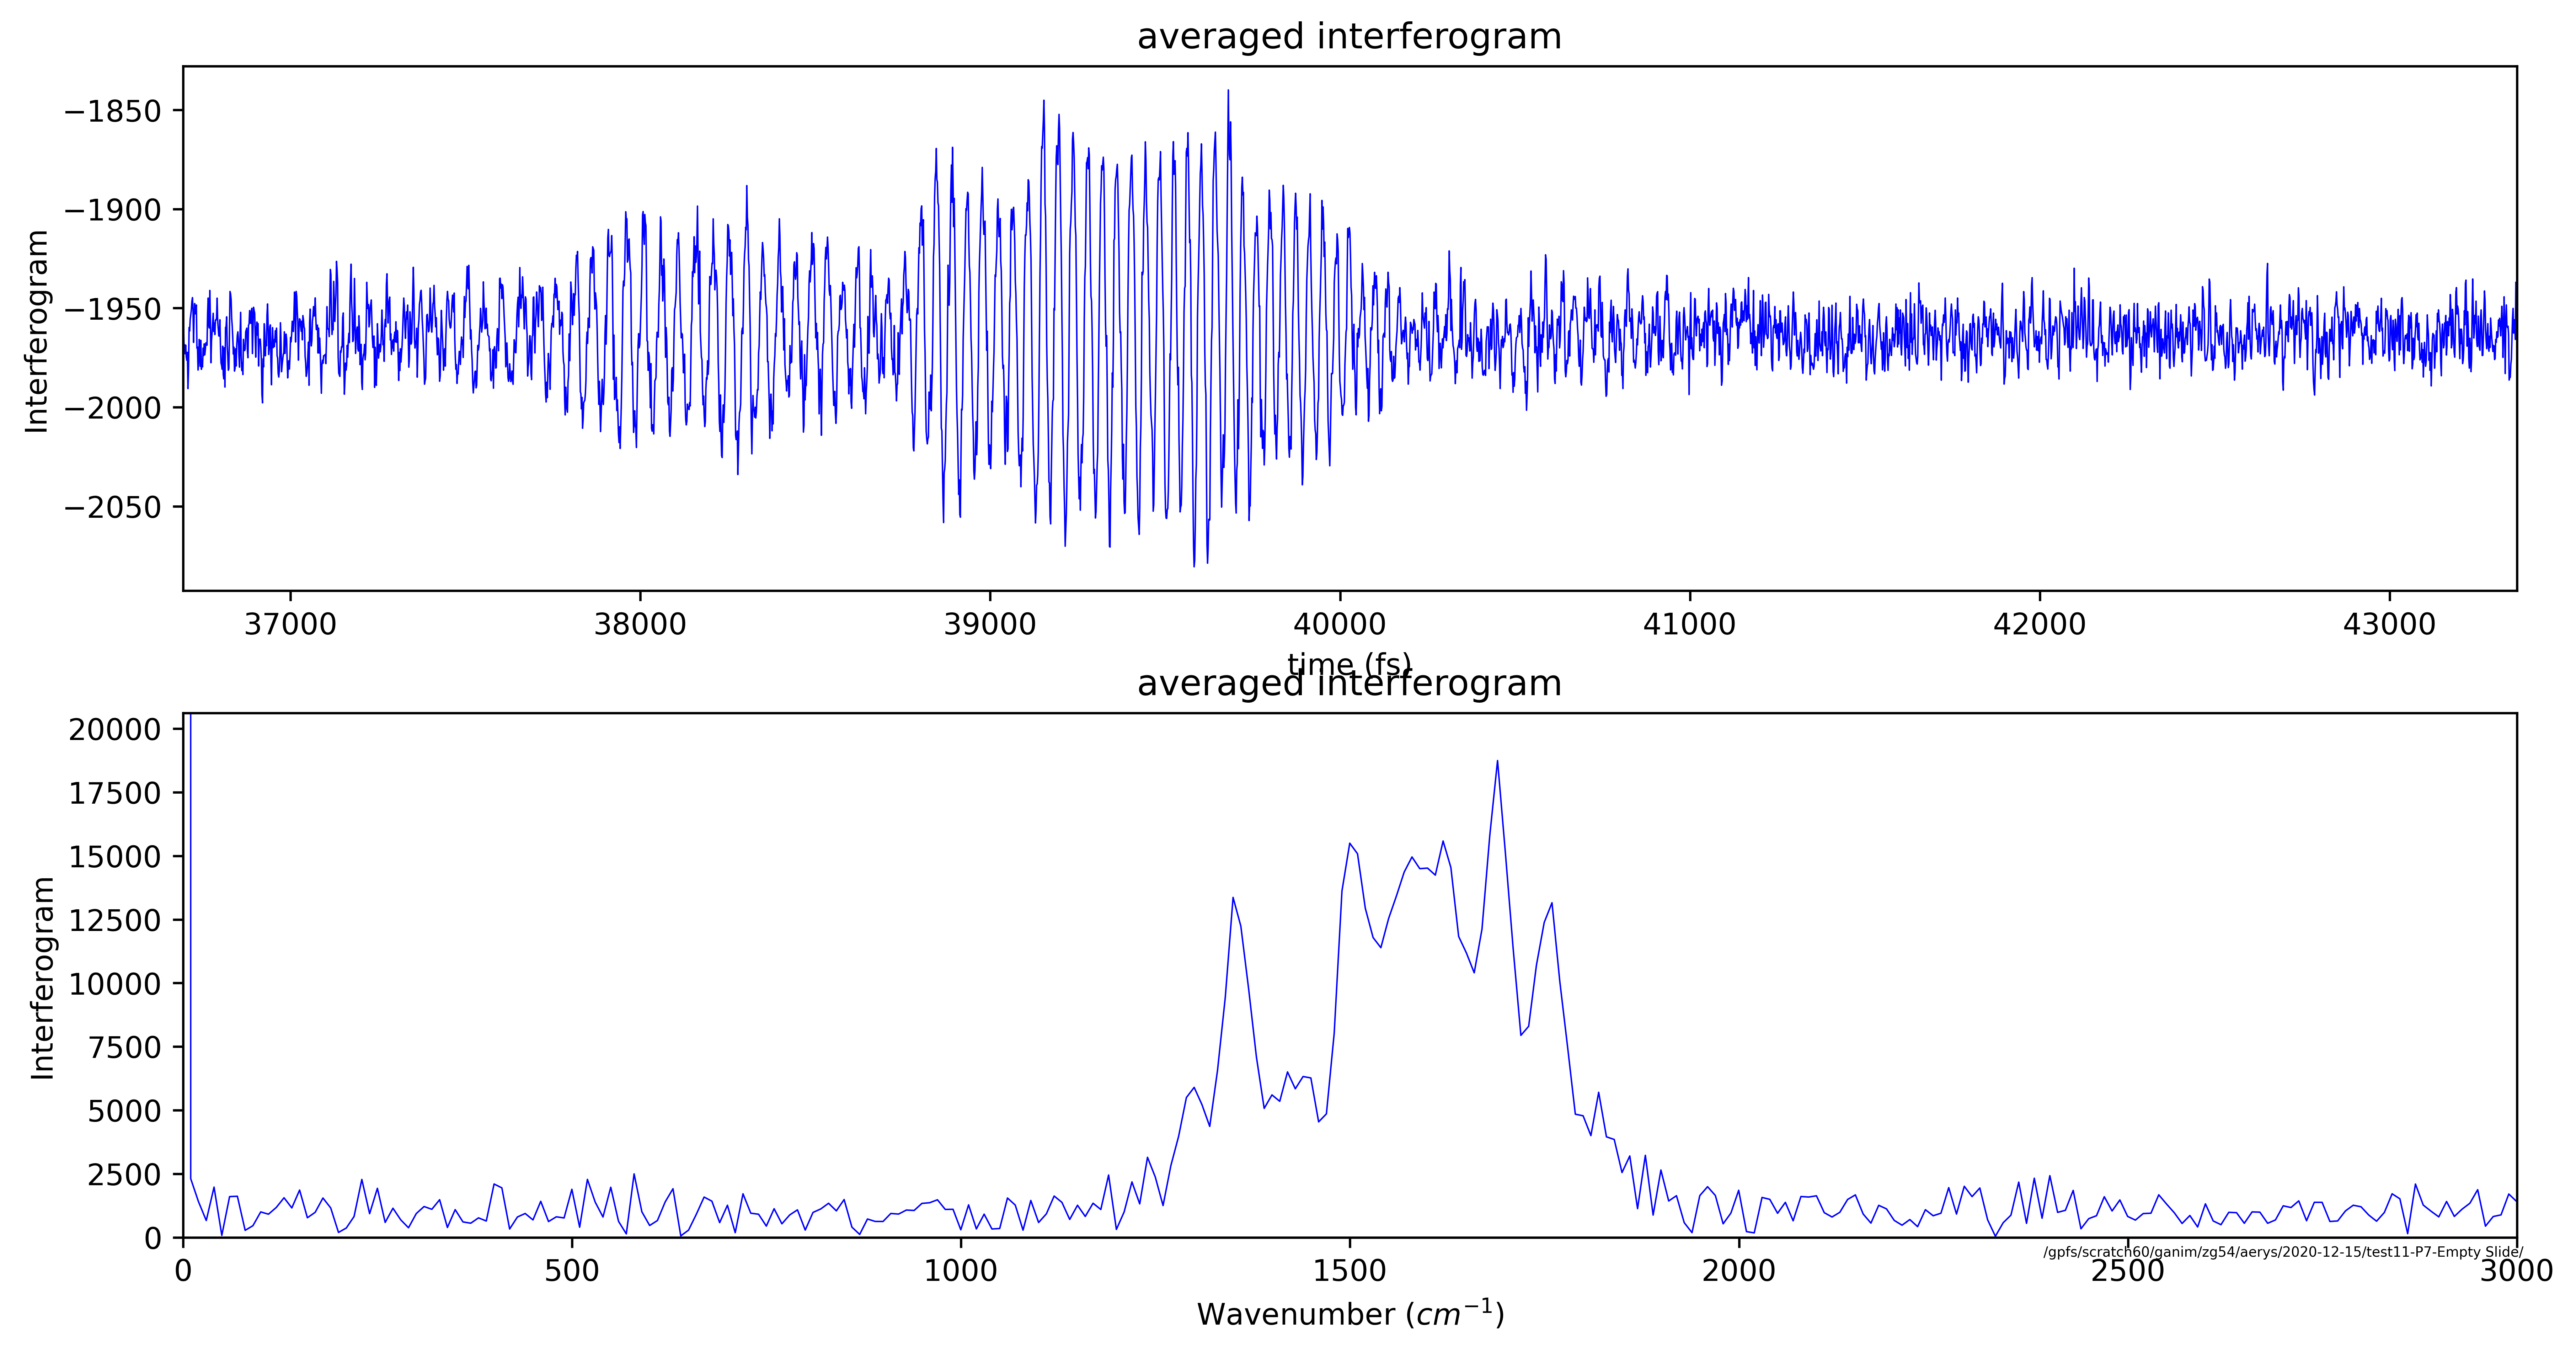 averaged interferogram
Interferogram
−1850
−1900
−1950
−2000
−2050
37000 38000 39000 40000 41000 42000 43000
time (fs)
averaged interferogram
Interferogram
20000
17500
15000
12500
10000
7500
5000
2500
0
/gpfs/scratch60/ganim/zg54/aerys/2020-12-15/test11-P7-Empty Slide/
0 500 1000 1500 2000 2500 3000
Wavenumber (cm⁻¹)